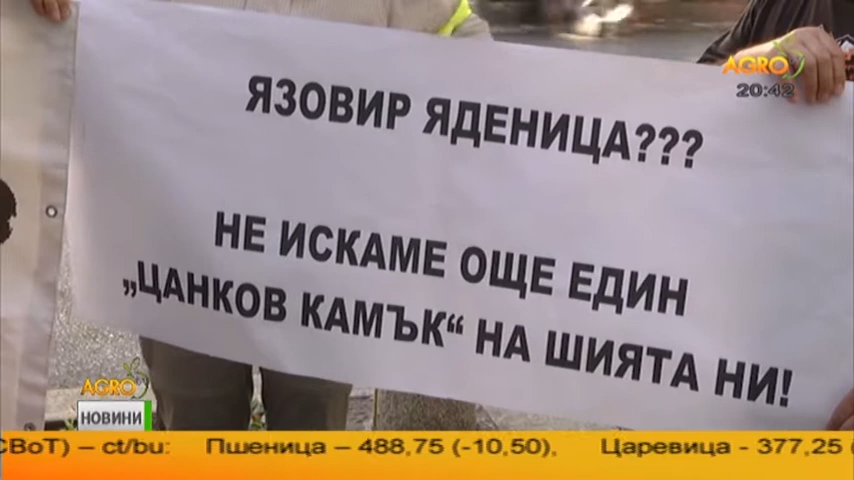 AGRO
20:42
ЯЗОВИР ЯДЕНИЦА???
НЕ ИСКАМЕ ОЩЕ ЕДИН
„ЦАНКОВ КАМЪК“ НА ШИЯТА НИ!
AGRO
НОВИНИ
CBoT) – ct/bu: Пшеница – 488,75 (-10,50), Царевица - 377,25 (